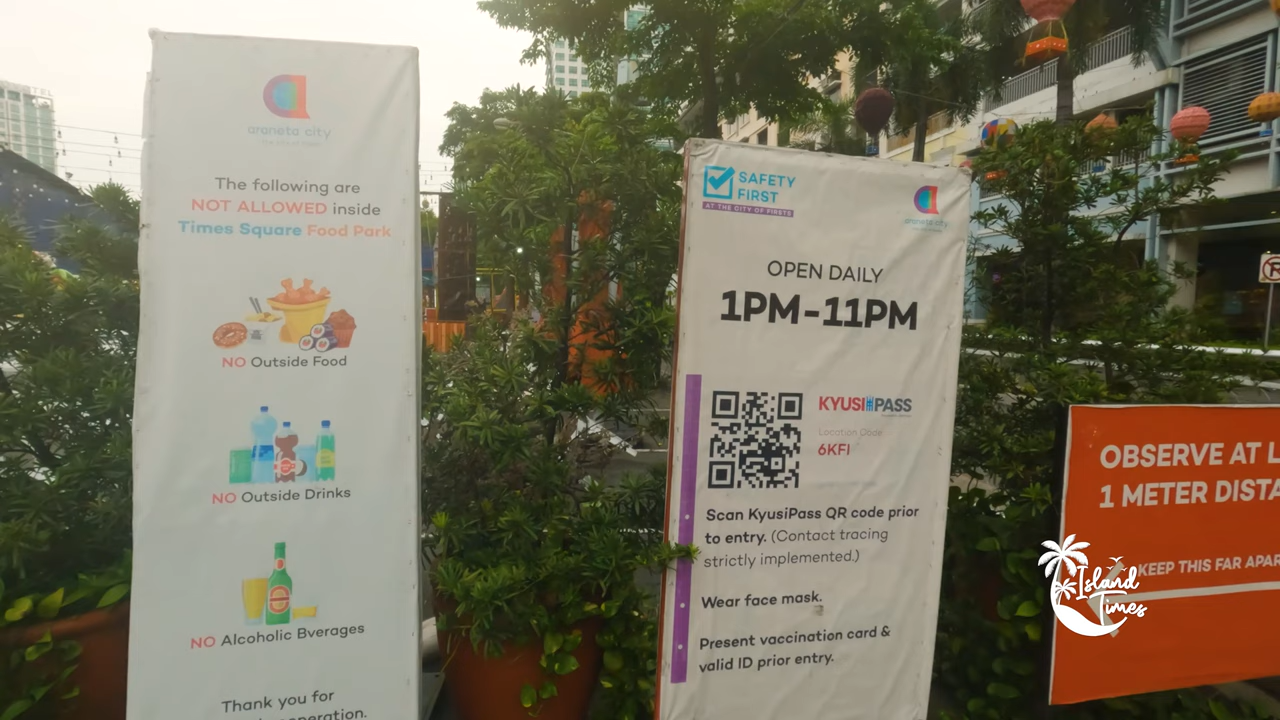 araneta city
The following are
NOT ALLOWED inside
Times Square Food Park
NO Outside Food
NO Outside Drinks
NO Alcoholic Bverages
Thank you for
SAFETY
FIRST
AT THE CITY OF FIRSTS
araneta city
OPEN DAILY
1PM-11PM
KYUSI PASS
Location Code
6KFI
Scan KyusiPass QR code prior
to entry. (Contact tracing
strictly implemented.)
Wear face mask.
Present vaccination card &
valid ID prior entry.
OBSERVE AT L
1 METER DISTA
KEEP THIS FAR APAR
Island
Times